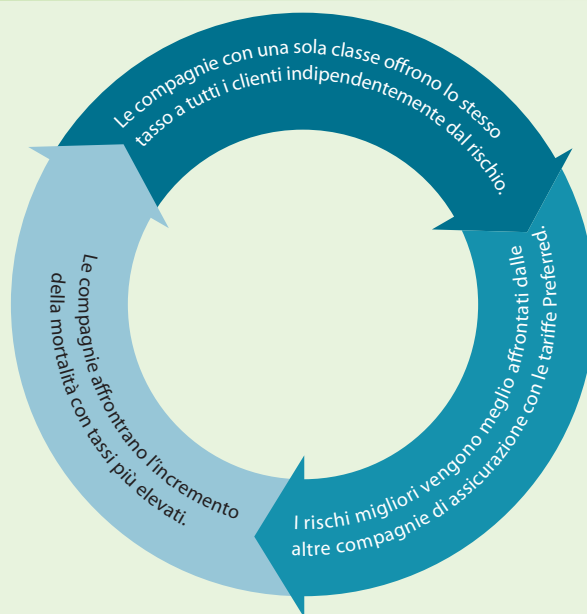 Le compagnie con una sola classe offrono lo stesso
tasso a tutti i clienti indipendentemente dal rischio.
I rischi migliori vengono meglio affrontati dalle
altre compagnie di assicurazione con le tariffe Preferred.
Le compagnie affrontrano l'incremento
della mortalità con tassi più elevati.